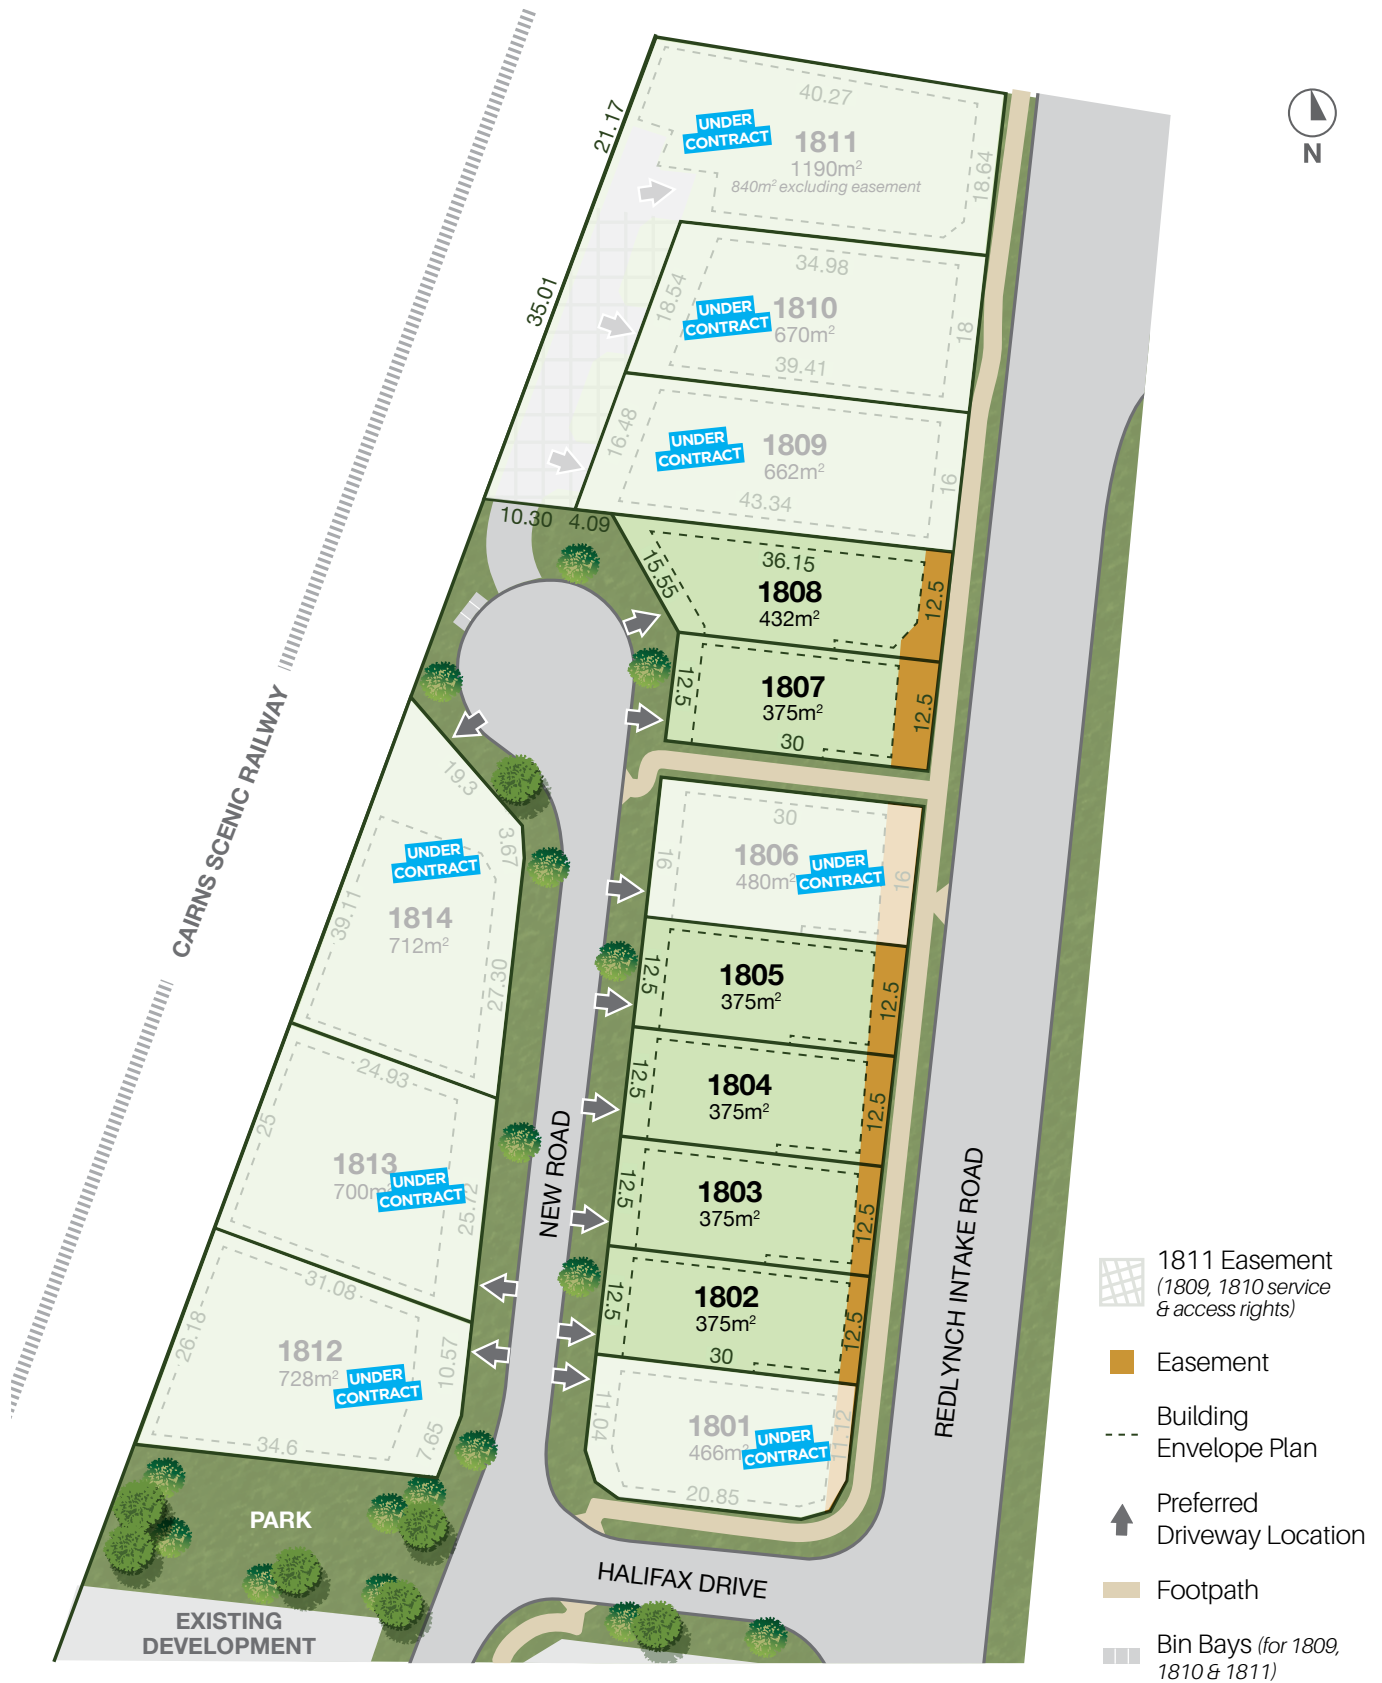 N
40.27
21.17
UNDER
CONTRACT
1811
1190m²
840m² excluding easement
18.64
35.01
34.98
18.54
UNDER
CONTRACT
1810
670m²
18
39.41
16.48
UNDER
CONTRACT
1809
662m²
16
43.34
10.30
4.09
15.55
36.15
1808
432m²
12.5
12.5
1807
375m²
12.5
30
CAIRNS SCENIC RAILWAY
19.3
3.67
UNDER
CONTRACT
1814
712m²
39.11
27.30
30
16
1806
480m²
UNDER
CONTRACT
16
12.5
1805
375m²
12.5
12.5
1804
375m²
12.5
12.5
1803
375m²
12.5
12.5
1802
375m²
12.5
30
24.93
25
1813
700m
UNDER
CONTRACT
25.72
31.08
26.18
1812
728m²
UNDER
CONTRACT
10.57
7.65
34.6
NEW ROAD
11.04
1801
466m²
UNDER
CONTRACT
11.12
20.85
REDLYNCH INTAKE ROAD
PARK
HALIFAX DRIVE
EXISTING
DEVELOPMENT
1811 Easement
(1809, 1810 service
& access rights)
Easement
Building
Envelope Plan
Preferred
Driveway Location
Footpath
Bin Bays (for 1809,
1810 & 1811)